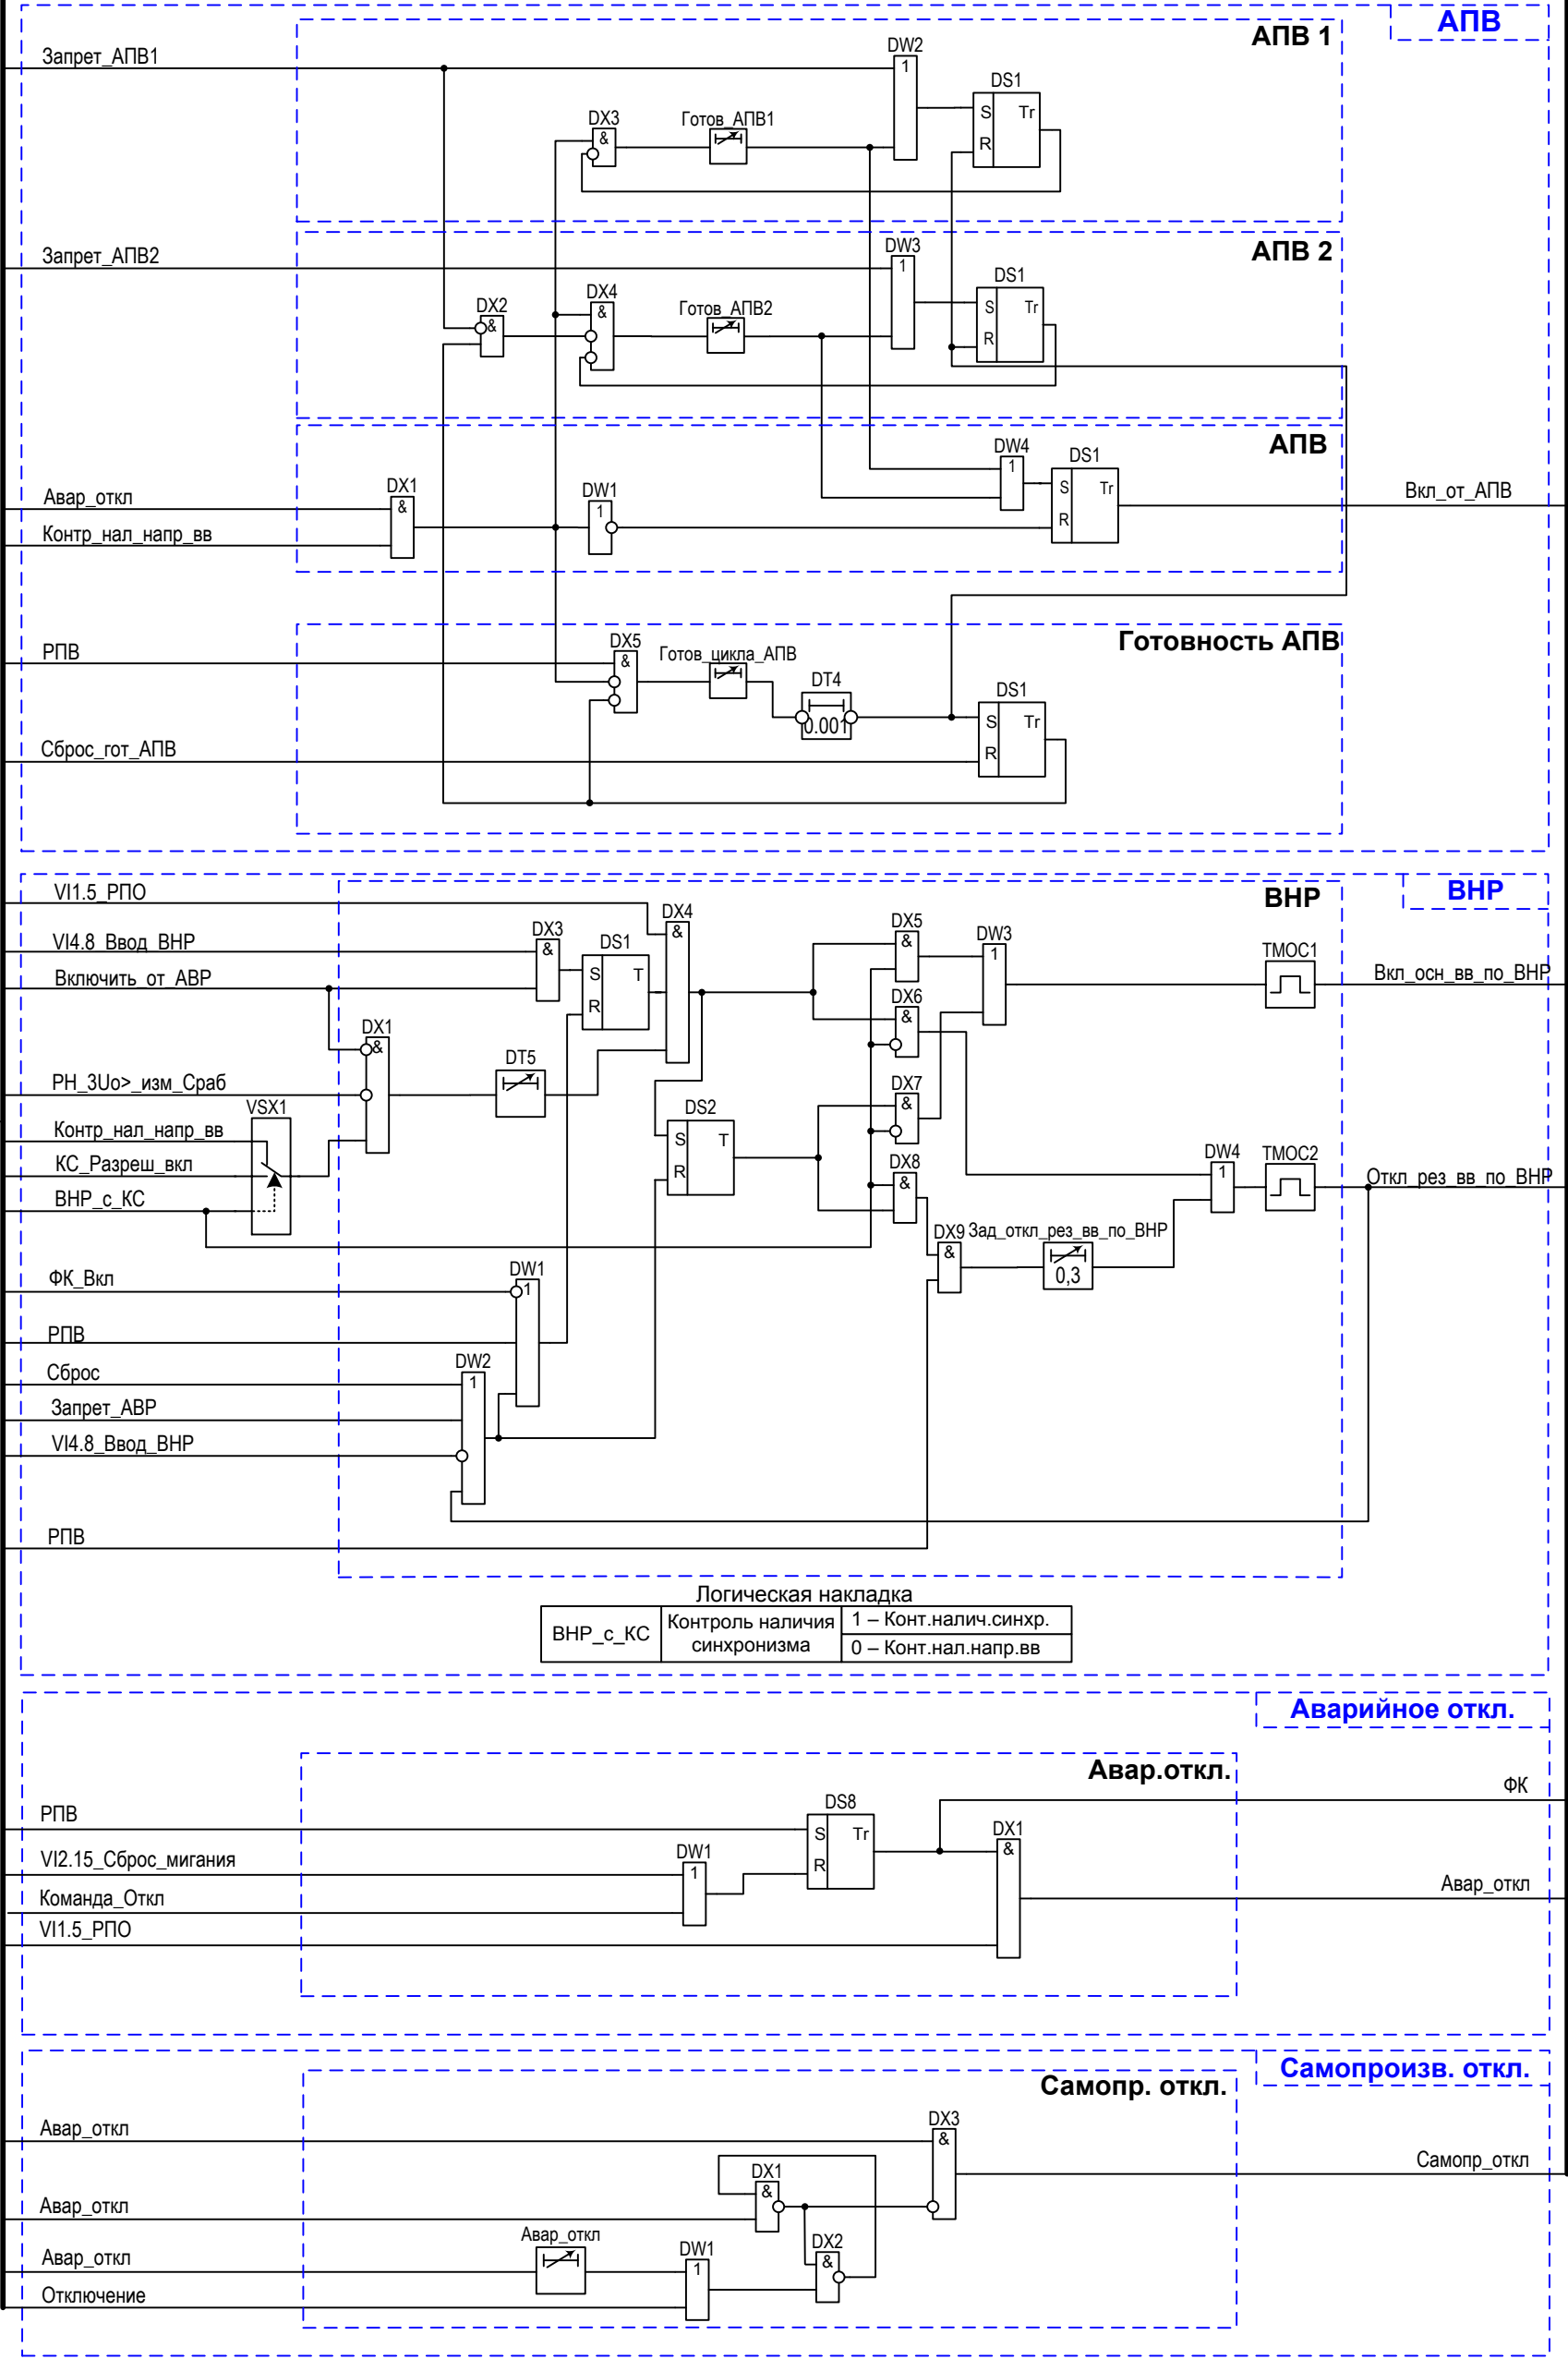 АПВ
АПВ 1
Запрет_АПВ1
DW2
1
DS1
S Tr
R
DX3
&
Готов_АПВ1
АПВ 2
Запрет_АПВ2
DW3
1
DS1
S Tr
R
DX2
&
DX4
&
Готов_АПВ2
АПВ
DW4
1
DS1
S Tr
R
Авар_откл
Контр_нал_напр_вв
DX1
&
DW1
1
Вкл_от_АПВ
Готовность АПВ
РПВ
DX5
&
Готов_цикла_АПВ
DT4
0.001
DS1
S Tr
R
Сброс_гот_АПВ
ВНР
ВНР
VI1.5_РПО
VI4.8_Ввод_ВНР
Включить_от_АВР
DX3
&
DS1
S T
R
DX4
&
DX5
&
DW3
1
TMOC1
Вкл_осн_вв_по_ВНР
DX6
&
DX1
&
DT5
РН_3Uo>_изм_Сраб
VSX1
Контр_нал_напр_вв
КС_Разреш_вкл
ВНР_с_КС
DS2
S T
R
DX7
&
DX8
&
DW4
1
TMOC2
Откл_рез_вв_по_ВНР
DX9
&
Зад_откл_рез_вв_по_ВНР
0,3
ФК_Вкл
DW1
1
РПВ
Сброс
DW2
1
Запрет_АВР
VI4.8_Ввод_ВНР
РПВ
Логическая накладка
ВНР_с_КС
Контроль наличия
синхронизма
1 – Конт.налич.синхр.
0 – Конт.нал.напр.вв
Аварийное откл.
Авар.откл.
РПВ
VI2.15_Сброс_мигания
Команда_Откл
VI1.5_РПО
DW1
1
DS8
S Tr
R
DX1
&
ФК
Авар_откл
Самопроизв. откл.
Самопр. откл.
Авар_откл
DX3
&
Самопр_откл
DX1
&
Авар_откл
Авар_откл
Авар_откл
DW1
1
DX2
&
Отключение